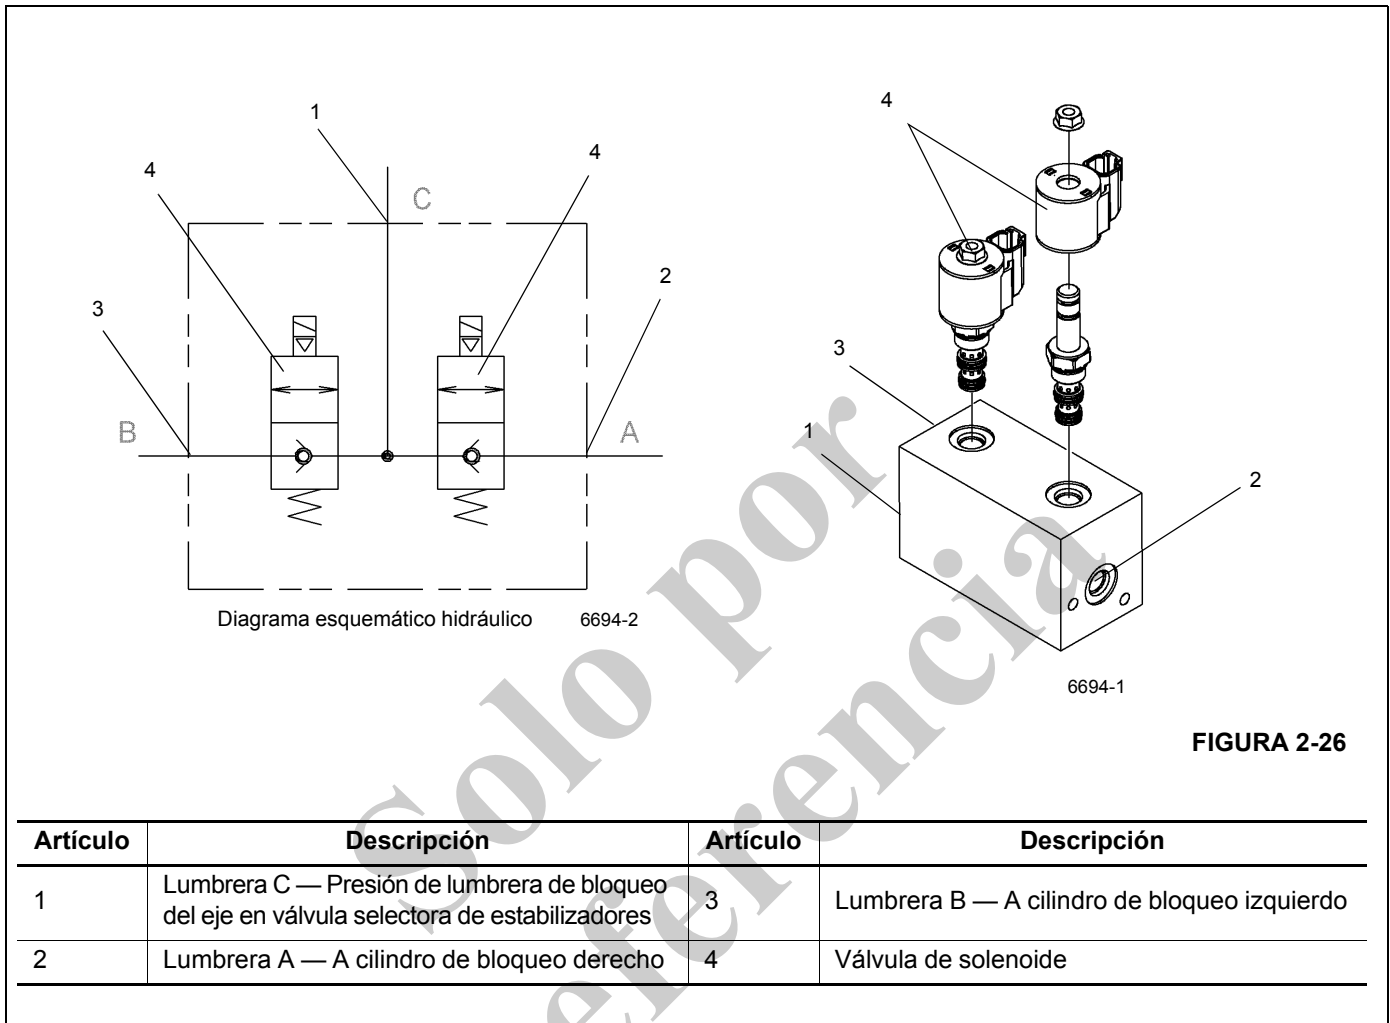 1
4
4
C
2
3
B
A
Diagrama esquemático hidráulico 6694-2
4
3
1
2
6694-1
FIGURA 2-26
Artículo Descripción Artículo Descripción
1 Lumbrera C — Presión de lumbrera de bloqueo del eje en válvula selectora de estabilizadores 3 Lumbrera B — A cilindro de bloqueo izquierdo
2 Lumbrera A — A cilindro de bloqueo derecho 4 Válvula de solenoide
Solo por
referencia